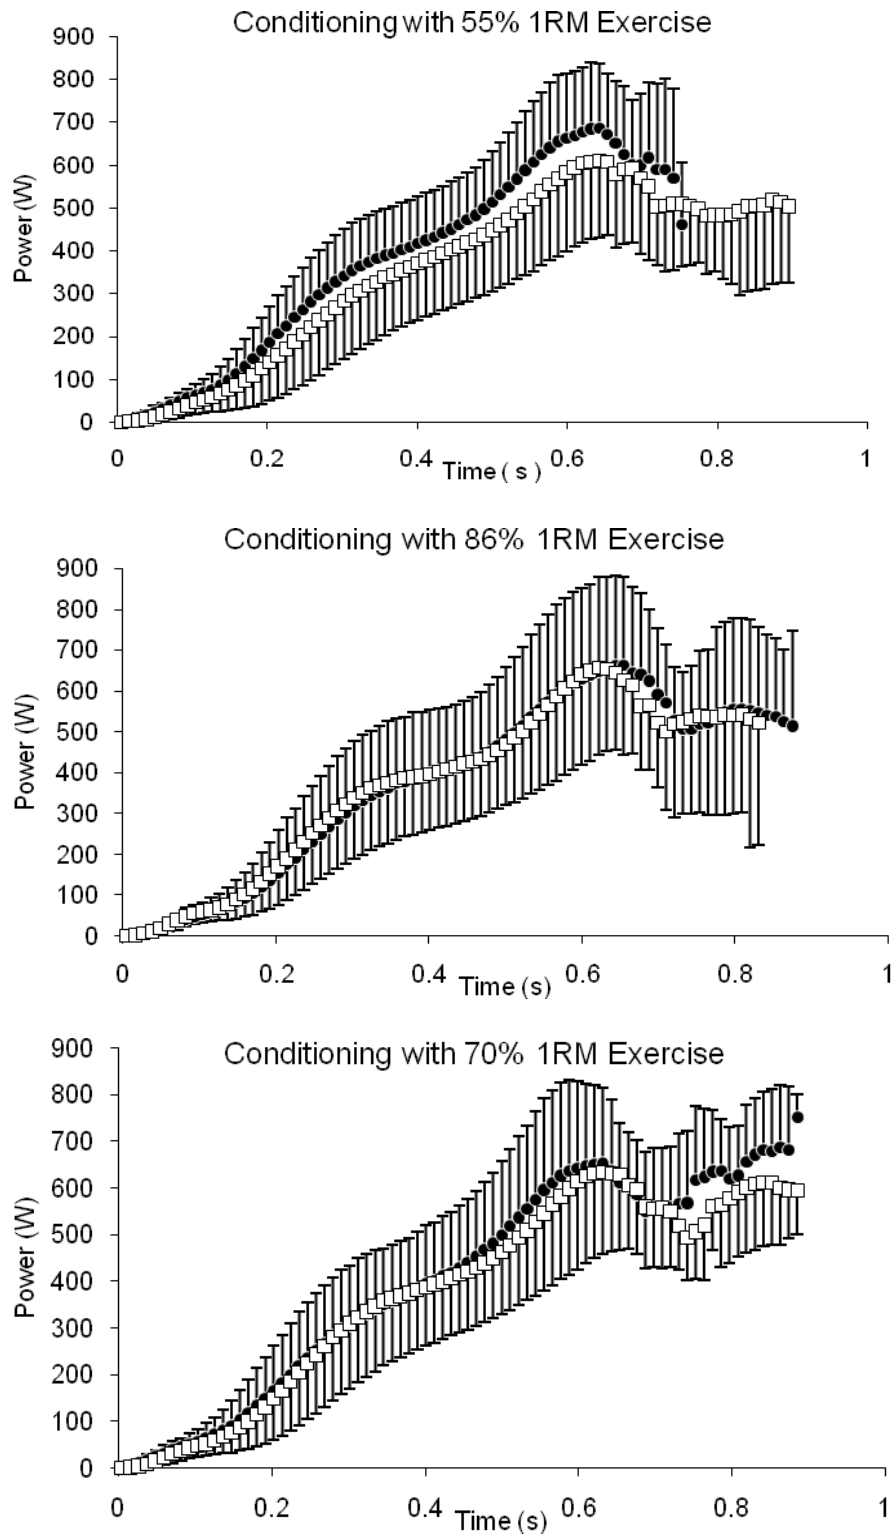 Conditioning with 55% 1RM Exercise
900
800
700
600
500
400
300
200
100
0
Power (W)
0 0.2 0.4 0.6 0.8 1
Time ( s )
Conditioning with 86% 1RM Exercise
900
800
700
600
500
400
300
200
100
0
Power (W)
0 0.2 0.4 0.6 0.8 1
Time (s)
Conditioning with 70% 1RM Exercise
900
800
700
600
500
400
300
200
100
0
Power (W)
0 0.2 0.4 0.6 0.8 1
Time (s)